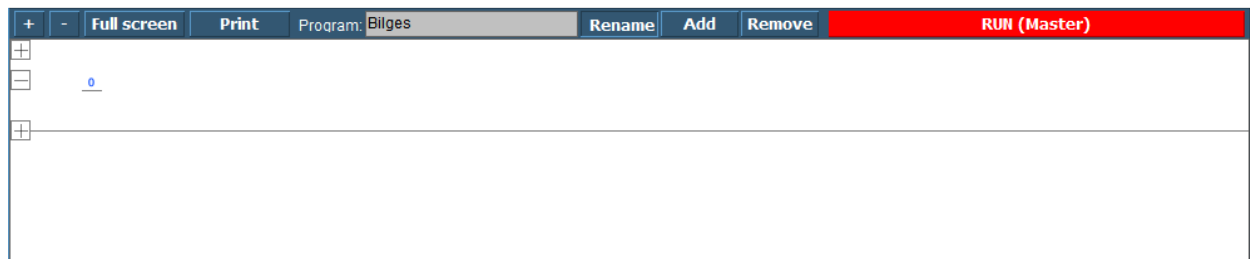 + - Full screen Print Program: Bilges Rename Add Remove RUN (Master)
0